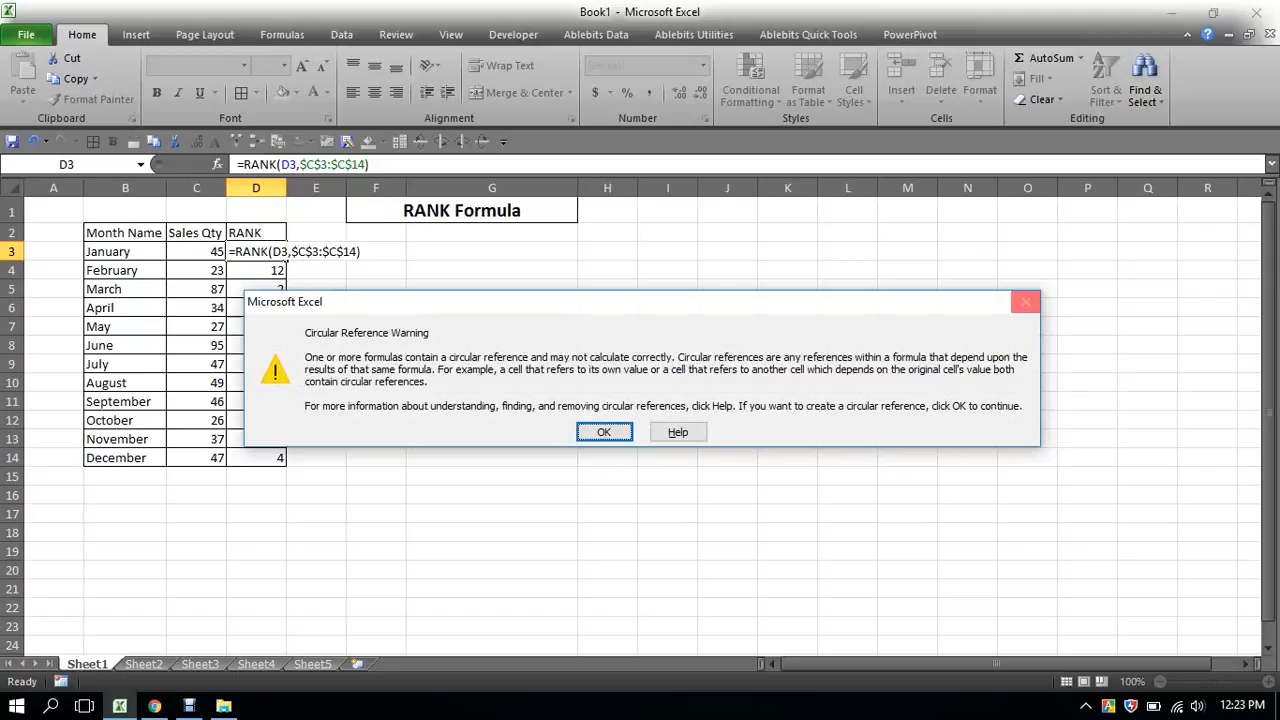 Book1 - Microsoft Excel
File Home Insert Page Layout Formulas Data Review View Developer Ablebits Data Ablebits Utilities Ablebits Quick Tools PowerPivot
Paste
Cut
Copy
Format Painter
Clipboard
B I U
A A
Font
Wrap Text
Merge & Center
Alignment
General
$ % ,
Number
Conditional Formatting
Format as Table
Cell Styles
Styles
Insert
Delete
Format
Cells
Σ AutoSum
Fill
Clear
Sort & Filter
Find & Select
Editing
D3 fx =RANK(D3,$C$3:$C$14)
A B C D E F G H I J K L M N O P Q R
1 RANK Formula
2 Month Name Sales Qty RANK
3 January 45 =RANK(D3,$C$3:$C$14)
4 February 23 12
5 March 87 2
6 April 34
7 May 27
8 June 95
9 July 47
10 August 49
11 September 46
12 October 26
13 November 37
14 December 47 4
15
16
17
18
19
20
21
22
23
24
Microsoft Excel
Circular Reference Warning
One or more formulas contain a circular reference and may not calculate correctly. Circular references are any references within a formula that depend upon the
results of that same formula. For example, a cell that refers to its own value or a cell that refers to another cell which depends on the original cell's value both
contain circular references.
For more information about understanding, finding, and removing circular references, click Help. If you want to create a circular reference, click OK to continue.
OK Help
Sheet1 Sheet2 Sheet3 Sheet4 Sheet5
Ready 100%
12:23 PM